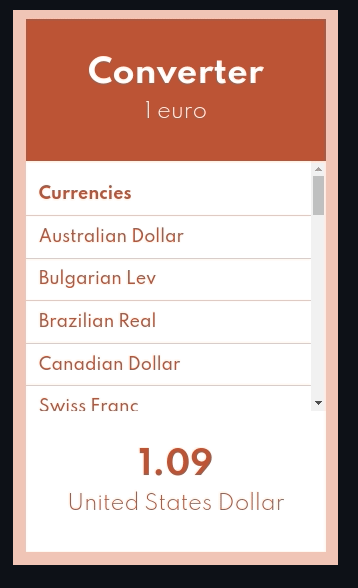 Converter
1 euro
Currencies
Australian Dollar
Bulgarian Lev
Brazilian Real
Canadian Dollar
Swiss Franc
1.09
United States Dollar